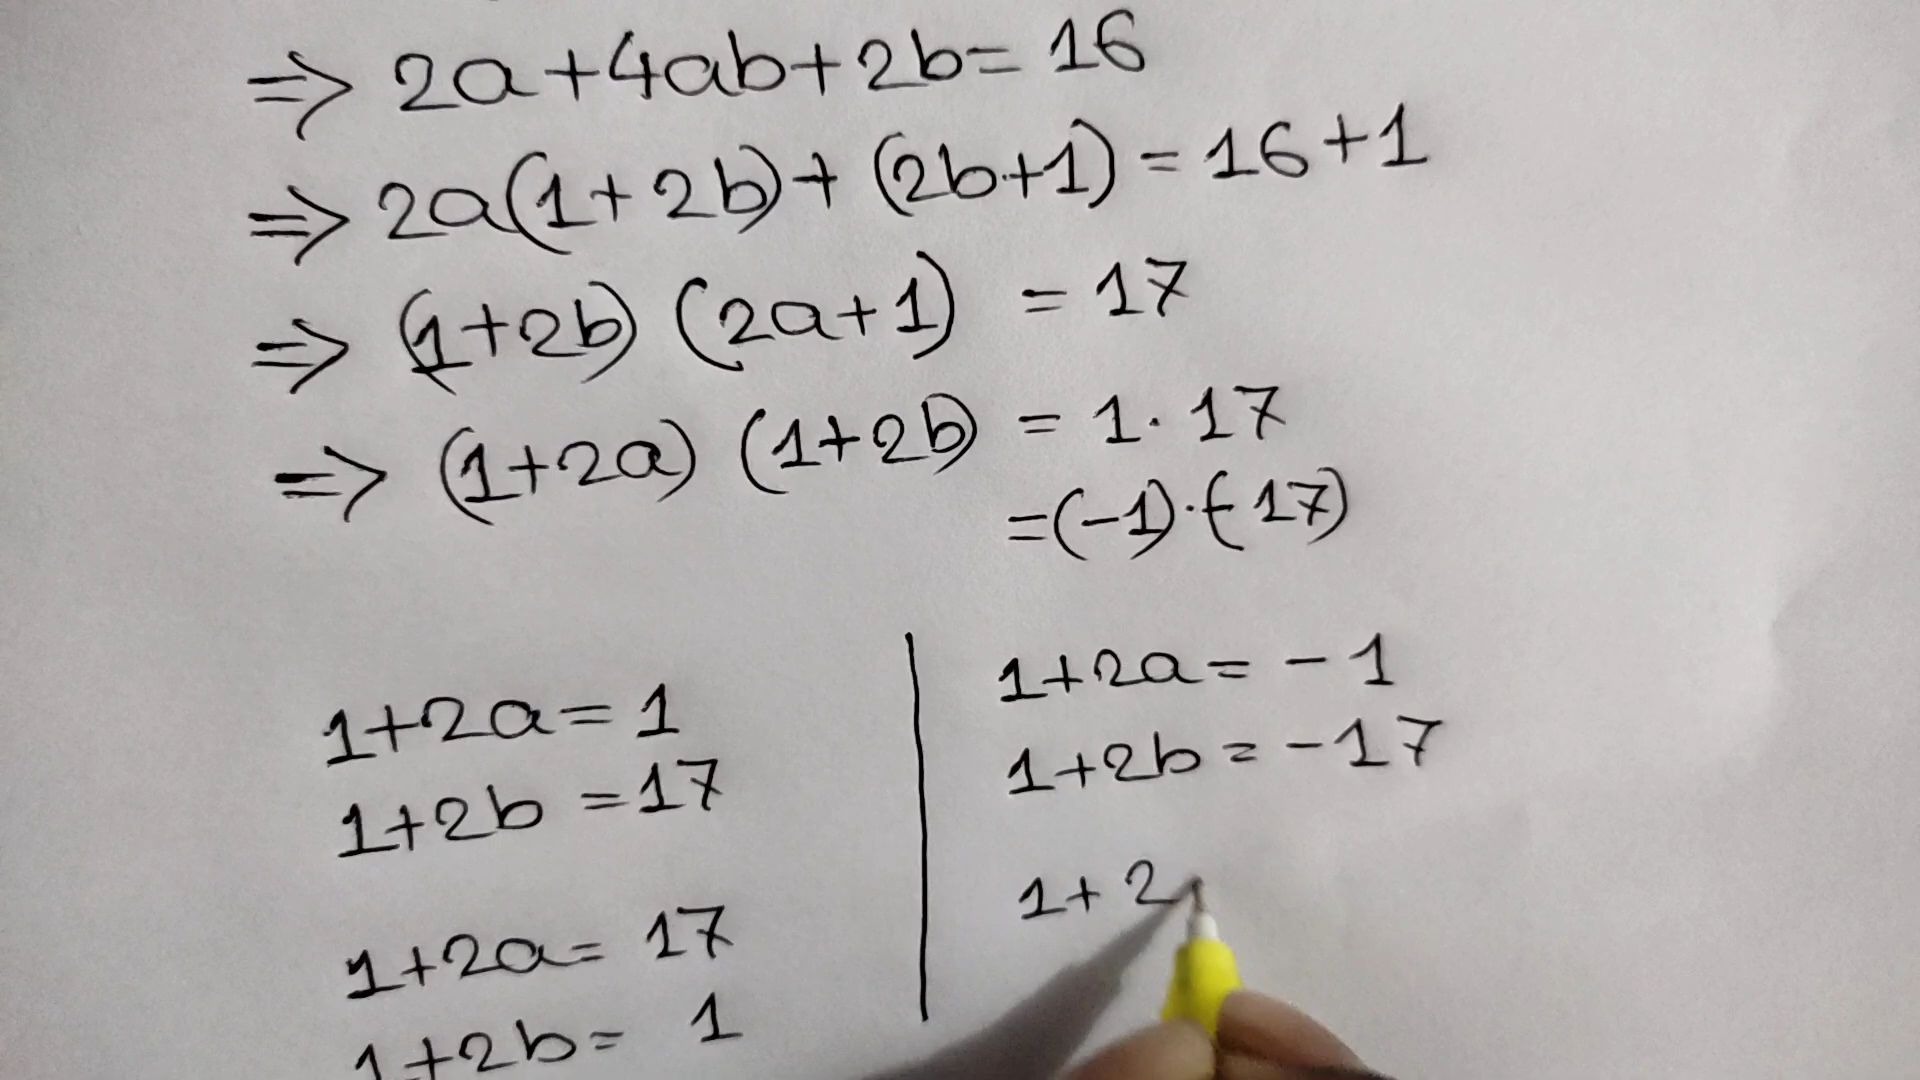 ⇒ 2a+4ab+2b=16
⇒ 2a(1+2b)+(2b+1)=16+1
⇒ (1+2b)(2a+1) = 17
⇒ (1+2a)(1+2b) = 1·17
=(-1)·(-17)
1+2a=1
1+2b=17
1+2a=17
1+2b=1
1+2a=-1
1+2b=-17
1+2